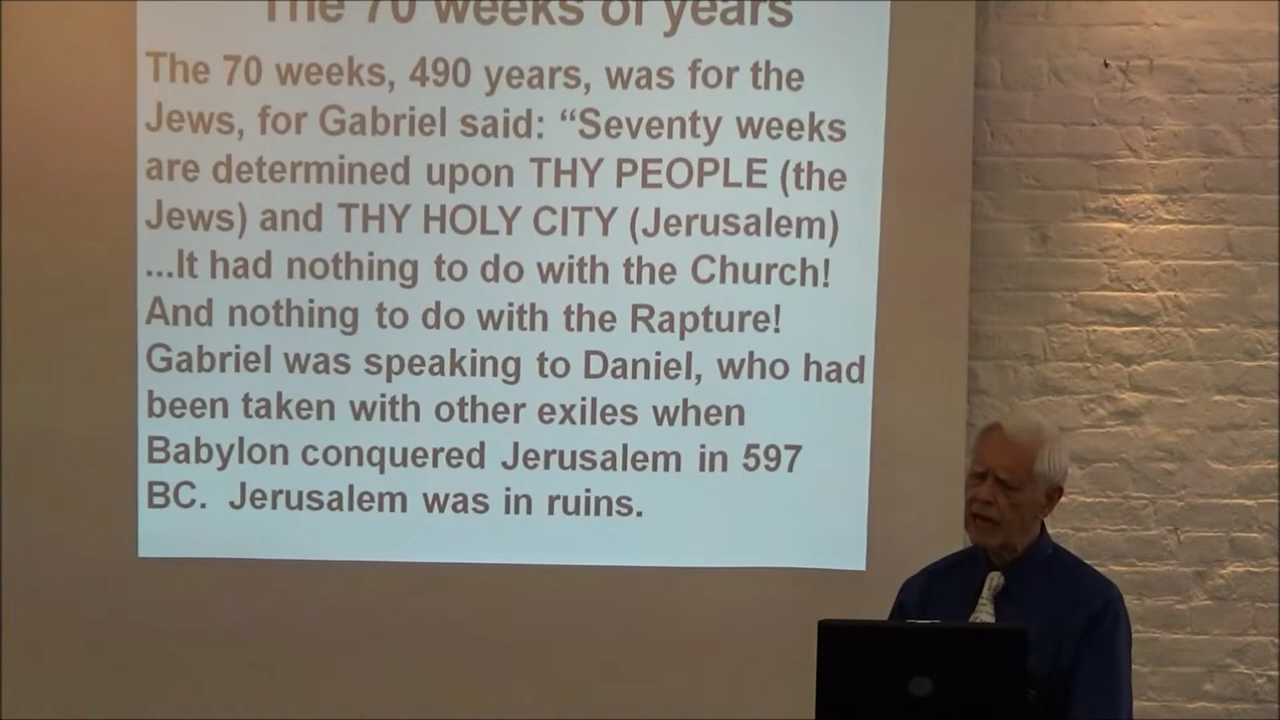 The 70 weeks of years
The 70 weeks, 490 years, was for the
Jews, for Gabriel said: “Seventy weeks
are determined upon THY PEOPLE (the
Jews) and THY HOLY CITY (Jerusalem)
...It had nothing to do with the Church!
And nothing to do with the Rapture!
Gabriel was speaking to Daniel, who had
been taken with other exiles when
Babylon conquered Jerusalem in 597
BC. Jerusalem was in ruins.